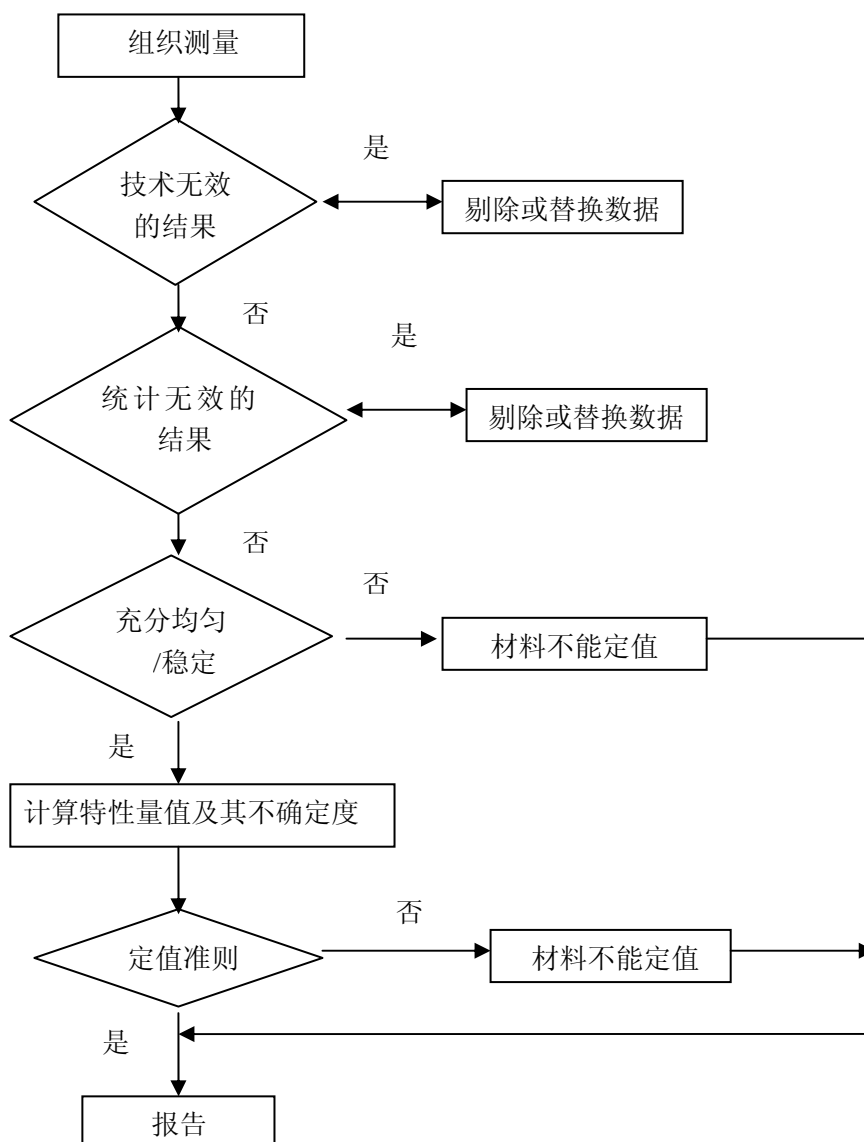 组织测量
是
技术无效
的结果
剔除或替换数据
否
是
统计无效的
结果
剔除或替换数据
否
否
充分均匀
/稳定
材料不能定值
是
计算特性量值及其不确定度
否
定值准则
材料不能定值
是
报告